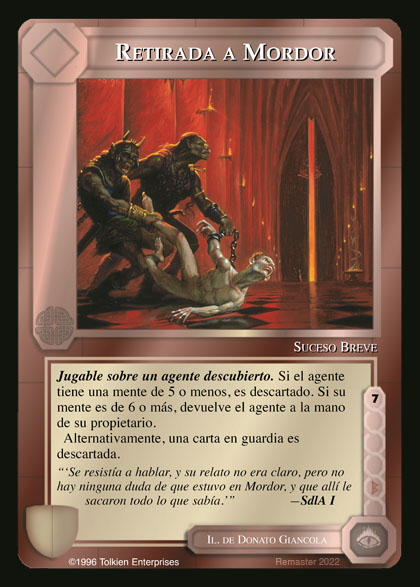 RETIRADA A MORDOR
SUCESO BREVE
Jugable sobre un agente descubierto. Si el agente
tiene una mente de 5 o menos, es descartado. Si su
mente es de 6 o más, devuelve el agente a la mano
de su propietario.
Alternativamente, una carta en guardia es
descartada.
“‘Se resistía a hablar, y su relato no era claro, pero no
hay ninguna duda de que estuvo en Mordor, y que allí le
sacaron todo lo que sabía.’” —SdlA I
7
IL. DE DONATO GIANCOLA
©1996 Tolkien Enterprises
Remaster 2022